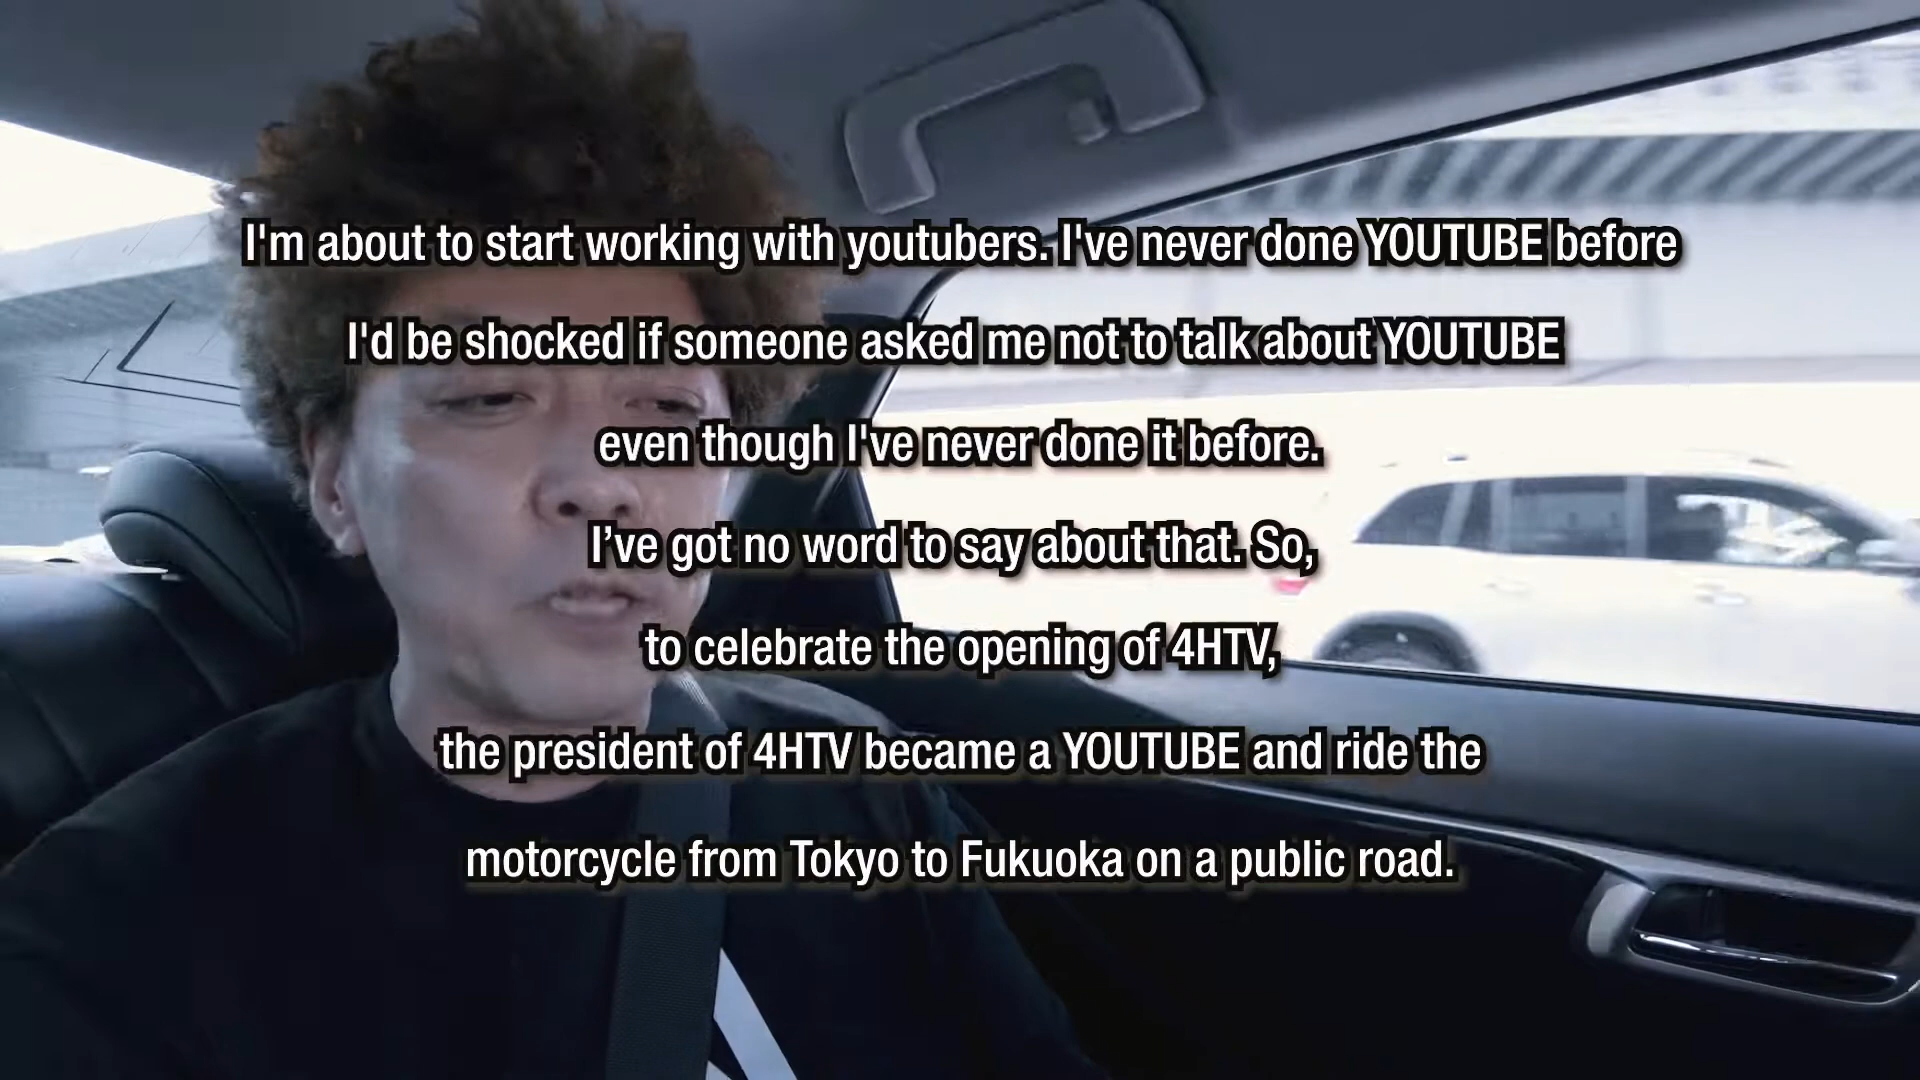 I'm about to start working with youtubers. I've never done YOUTUBE before
I'd be shocked if someone asked me not to talk about YOUTUBE
even though I've never done it before.
I’ve got no word to say about that. So,
to celebrate the opening of 4HTV,
the president of 4HTV became a YOUTUBE and ride the
motorcycle from Tokyo to Fukuoka on a public road.